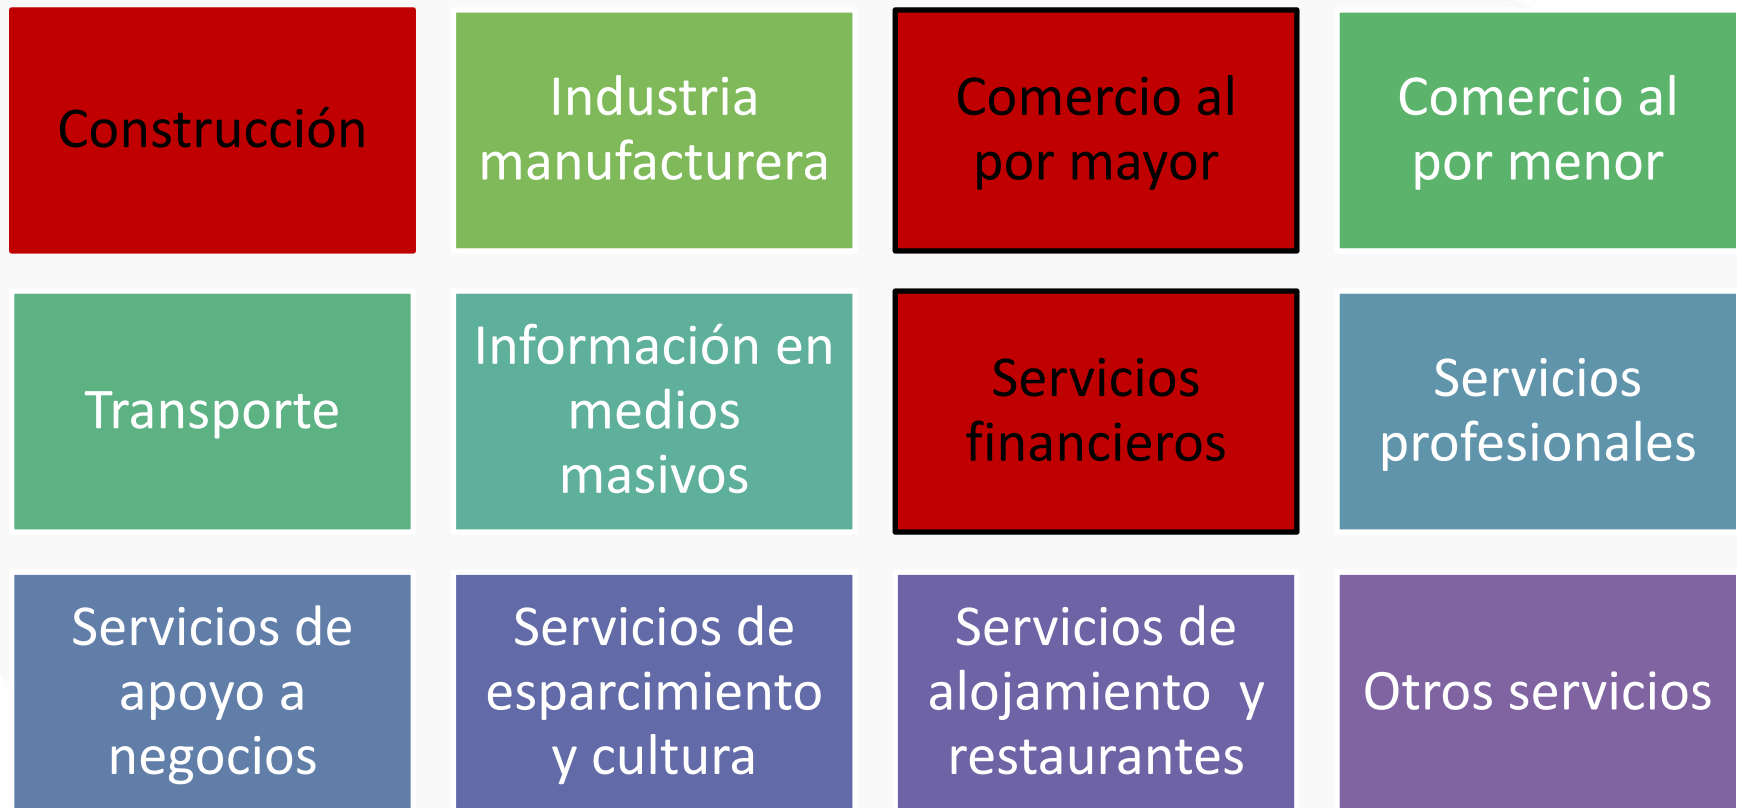 Construcción
Industria
manufacturera
Comercio al
por mayor
Comercio al
por menor
Transporte
Información en
medios
masivos
Servicios
financieros
Servicios
profesionales
Servicios de
apoyo a
negocios
Servicios de
esparcimiento
y cultura
Servicios de
alojamiento y
restaurantes
Otros servicios